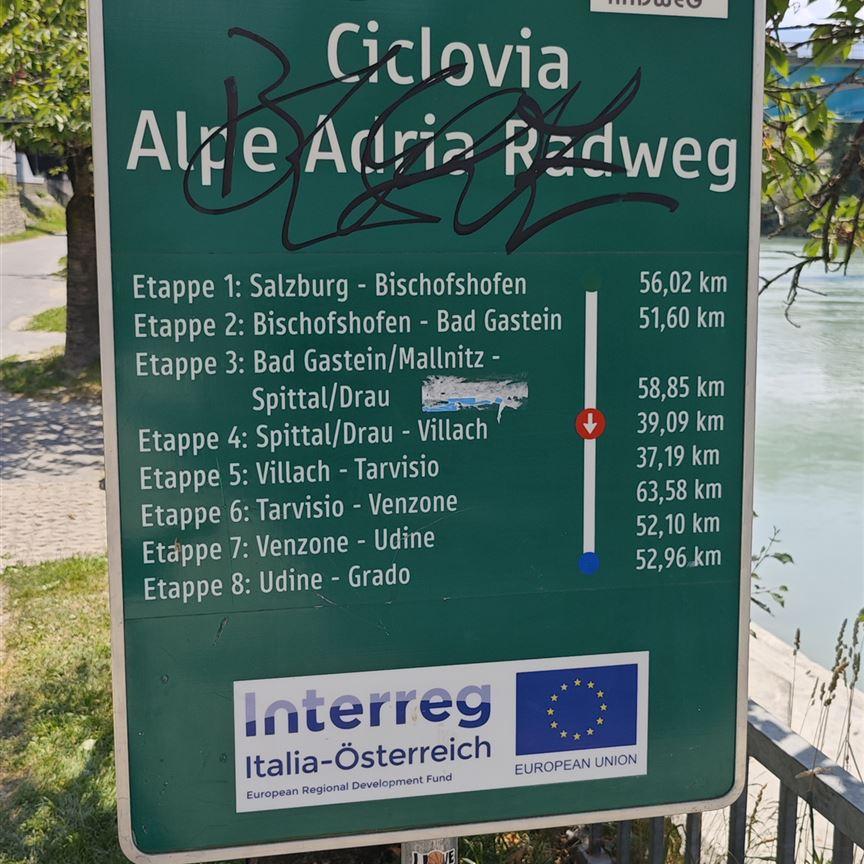 Ciclovia
Alpe Adria Radweg
Etappe 1: Salzburg - Bischofshofen 56,02 km
Etappe 2: Bischofshofen - Bad Gastein 51,60 km
Etappe 3: Bad Gastein/Mallnitz -
Spittal/Drau 58,85 km
Etappe 4: Spittal/Drau - Villach 39,09 km
Etappe 5: Villach - Tarvisio 37,19 km
Etappe 6: Tarvisio - Venzone 63,58 km
Etappe 7: Venzone - Udine 52,10 km
Etappe 8: Udine - Grado 52,96 km
Interreg
Italia-Österreich
European Regional Development Fund
EUROPEAN UNION